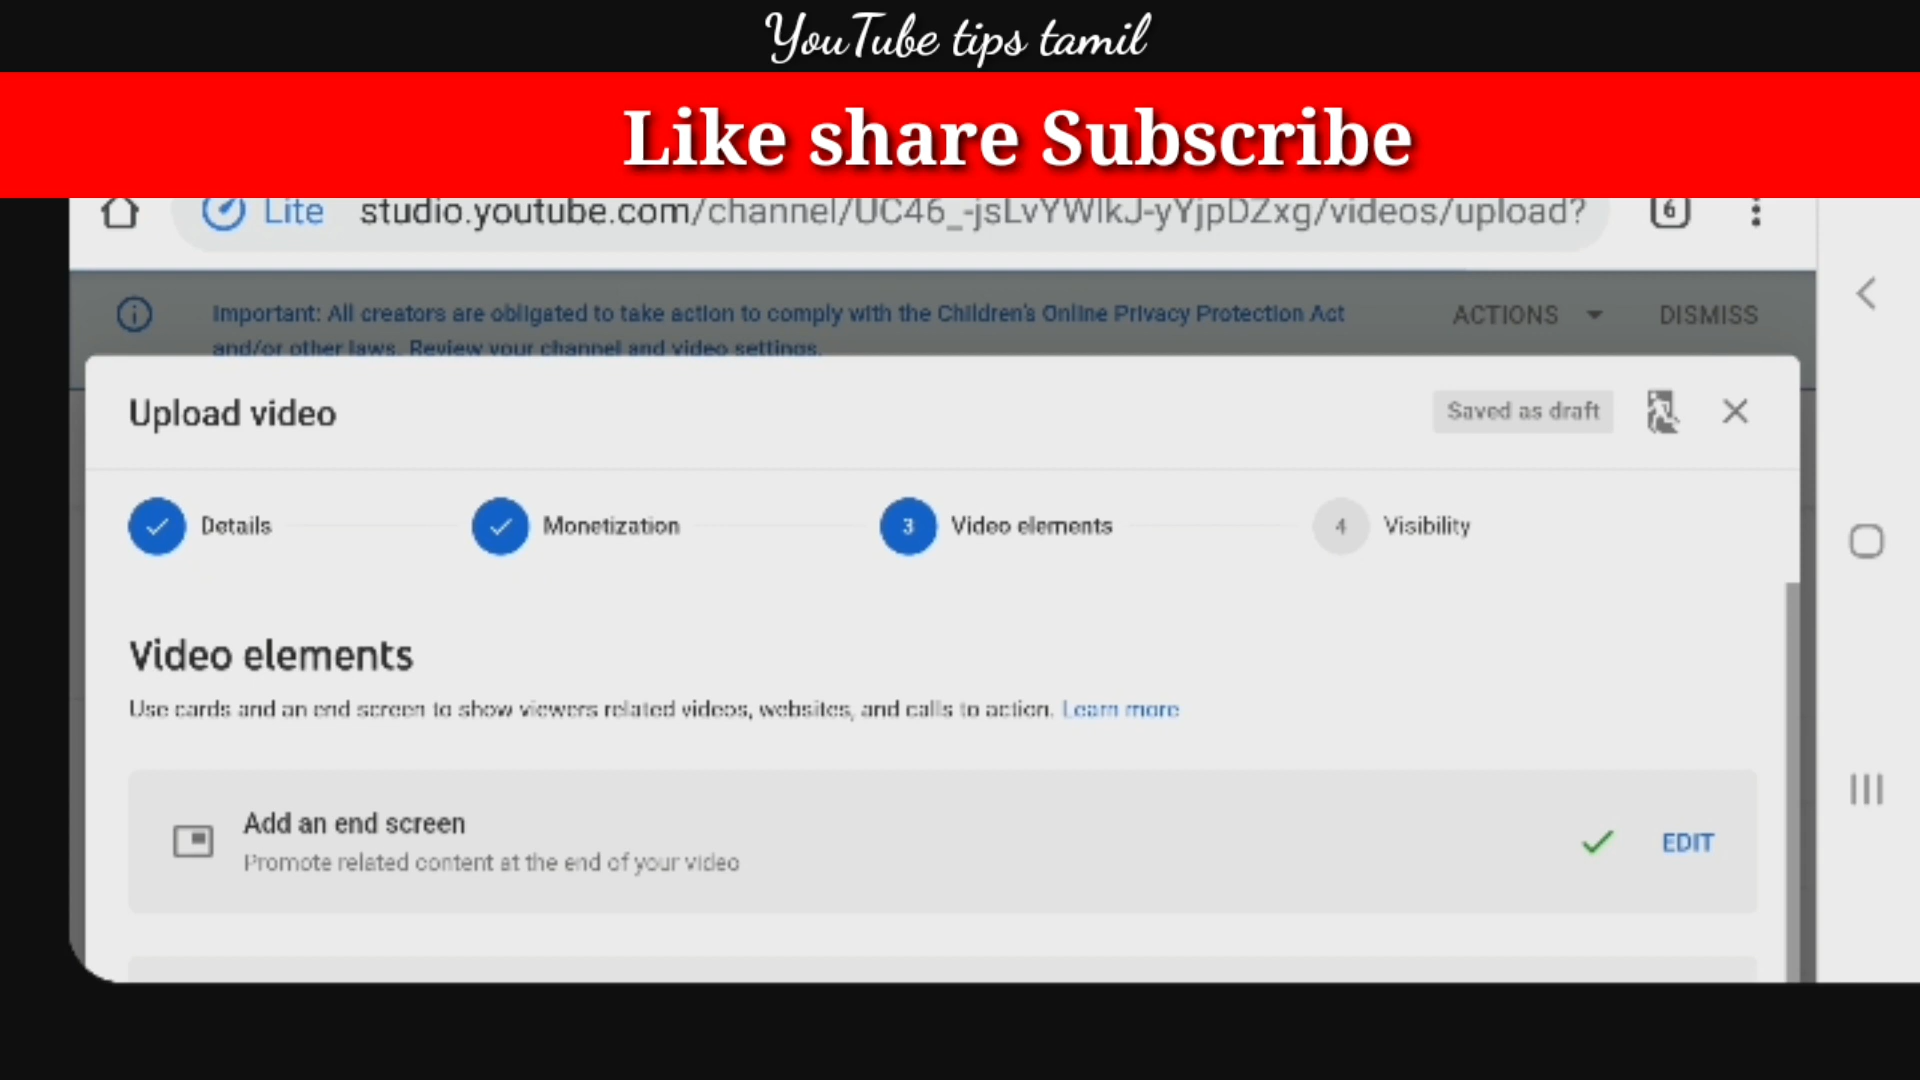 YouTube tips tamil
Like share Subscribe
Lite studio.youtube.com/channel/UC46_-jsLvYWIkJ-yYjpDZxg/videos/upload? 6
Important: All creators are obligated to take action to comply with the Children's Online Privacy Protection Act ACTIONS DISMISS
and/or other laws. Review your channel and video settings.
Upload video Saved as draft
Details Monetization 3 Video elements 4 Visibility
Video elements
Use cards and an end screen to show viewers related videos, websites, and calls to action. Learn more
Add an end screen
Promote related content at the end of your video
EDIT